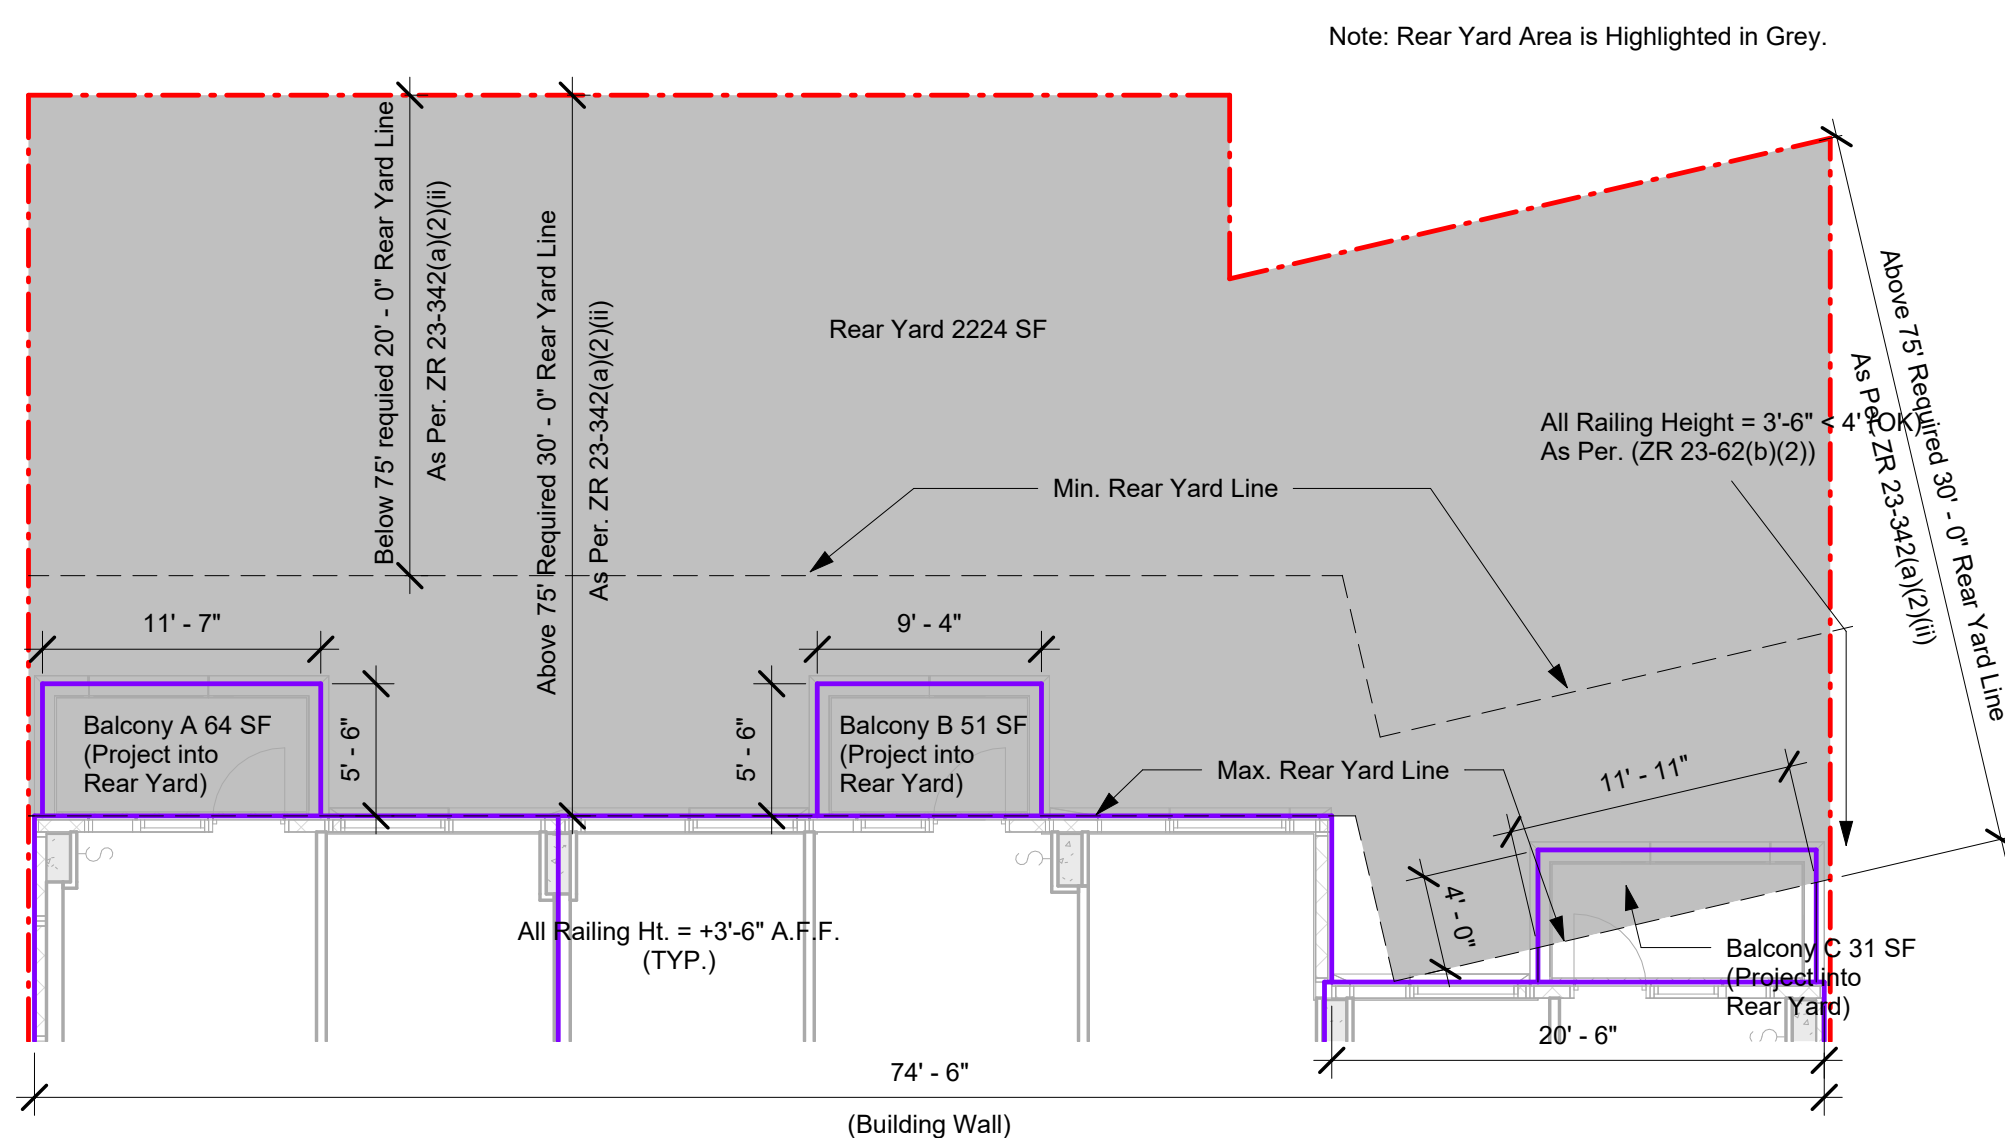 Note: Rear Yard Area is Highlighted in Grey.
Below 75' requied 20' - 0" Rear Yard Line
As Per. ZR 23-342(a)(2)(ii)
Above 75' Required 30' - 0" Rear Yard Line
As Per. ZR 23-342(a)(2)(ii)
Rear Yard 2224 SF
Above 75' Required 30' - 0" Rear Yard Line
As Per. ZR 23-342(a)(2)(ii)
All Railing Height = 3'-6" < 4' (OK)
As Per. (ZR 23-62(b)(2))
Min. Rear Yard Line
11' - 7"
9' - 4"
Balcony A 64 SF
(Project into
Rear Yard)
5' - 6"
5' - 6"
Balcony B 51 SF
(Project into
Rear Yard)
Max. Rear Yard Line
11' - 11"
4' - 0"
All Railing Ht. = +3'-6" A.F.F.
(TYP.)
Balcony C 31 SF
(Project into
Rear Yard)
20' - 6"
74' - 6"
(Building Wall)